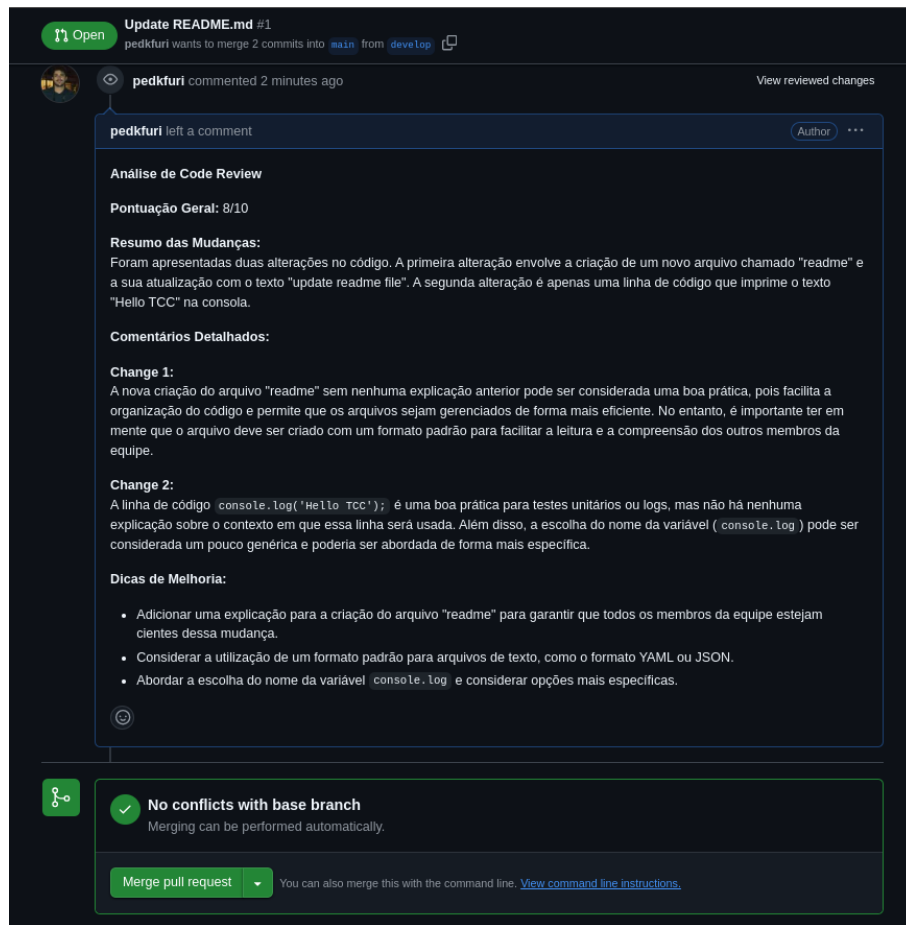 Open
Update README.md #1
pedkfuri wants to merge 2 commits into main from develop
pedkfuri commented 2 minutes ago
View reviewed changes
pedkfuri left a comment
Author
Análise de Code Review
Pontuação Geral: 8/10
Resumo das Mudanças:
Foram apresentadas duas alterações no código. A primeira alteração envolve a criação de um novo arquivo chamado "readme" e
a sua atualização com o texto "update readme file". A segunda alteração é apenas uma linha de código que imprime o texto
"Hello TCC" na consola.
Comentários Detalhados:
Change 1:
A nova criação do arquivo "readme" sem nenhuma explicação anterior pode ser considerada uma boa prática, pois facilita a
organização do código e permite que os arquivos sejam gerenciados de forma mais eficiente. No entanto, é importante ter em
mente que o arquivo deve ser criado com um formato padrão para facilitar a leitura e a compreensão dos outros membros da
equipe.
Change 2:
A linha de código console.log('Hello TCC'); é uma boa prática para testes unitários ou logs, mas não há nenhuma
explicação sobre o contexto em que essa linha será usada. Além disso, a escolha do nome da variável ( console.log ) pode ser
considerada um pouco genérica e poderia ser abordada de forma mais específica.
Dicas de Melhoria:
• Adicionar uma explicação para a criação do arquivo "readme" para garantir que todos os membros da equipe estejam
cientes dessa mudança.
• Considerar a utilização de um formato padrão para arquivos de texto, como o formato YAML ou JSON.
• Abordar a escolha do nome da variável console.log e considerar opções mais específicas.
No conflicts with base branch
Merging can be performed automatically.
Merge pull request
You can also merge this with the command line. View command line instructions.